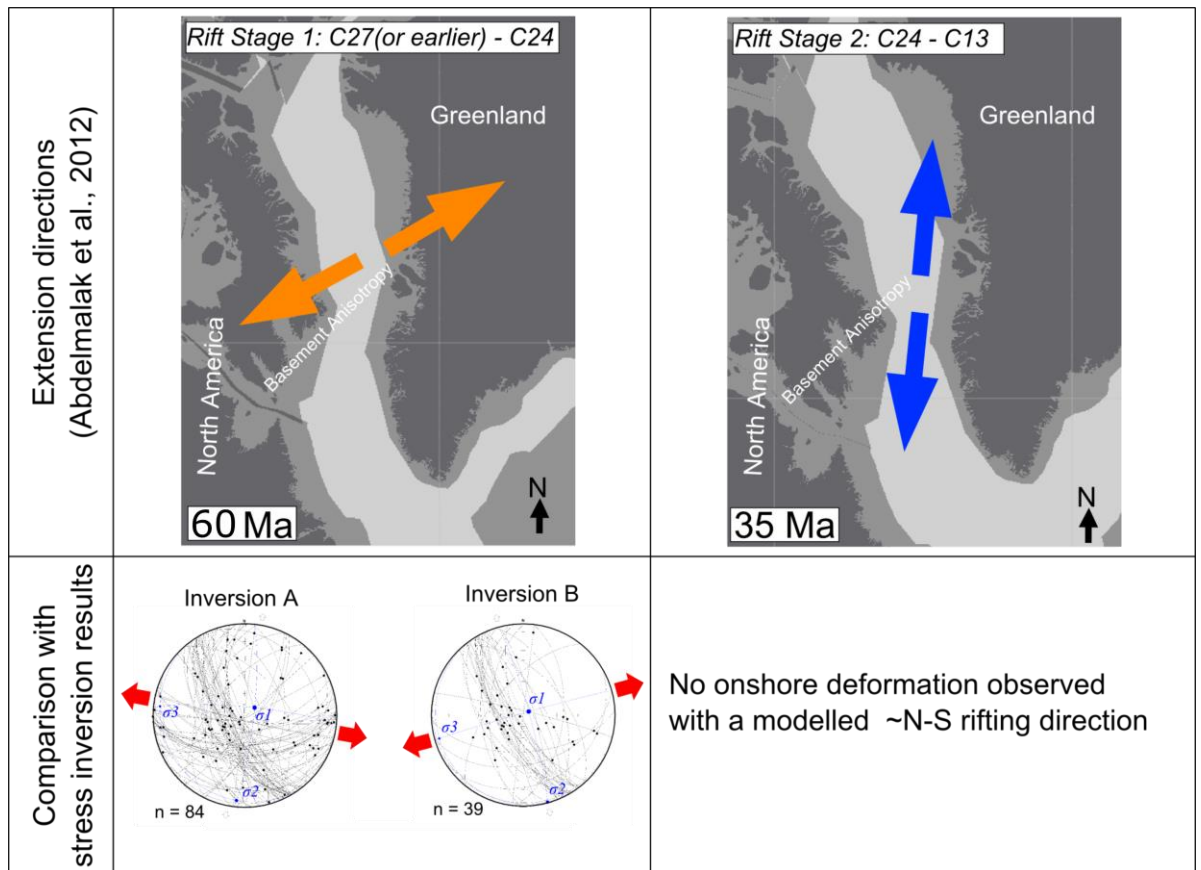 Extension directions
(Abdelmalak et al., 2012)
Rift Stage 1: C27(or earlier) - C24
Greenland
Basement Anisotropy
North America
N
60 Ma
Rift Stage 2: C24 - C13
Greenland
Basement Anisotropy
North America
N
35 Ma
Comparison with
stress inversion results
Inversion A
σ3
σ1
σ2
n = 84
Inversion B
σ1
σ3
σ2
n = 39
No onshore deformation observed
with a modelled ~N-S rifting direction